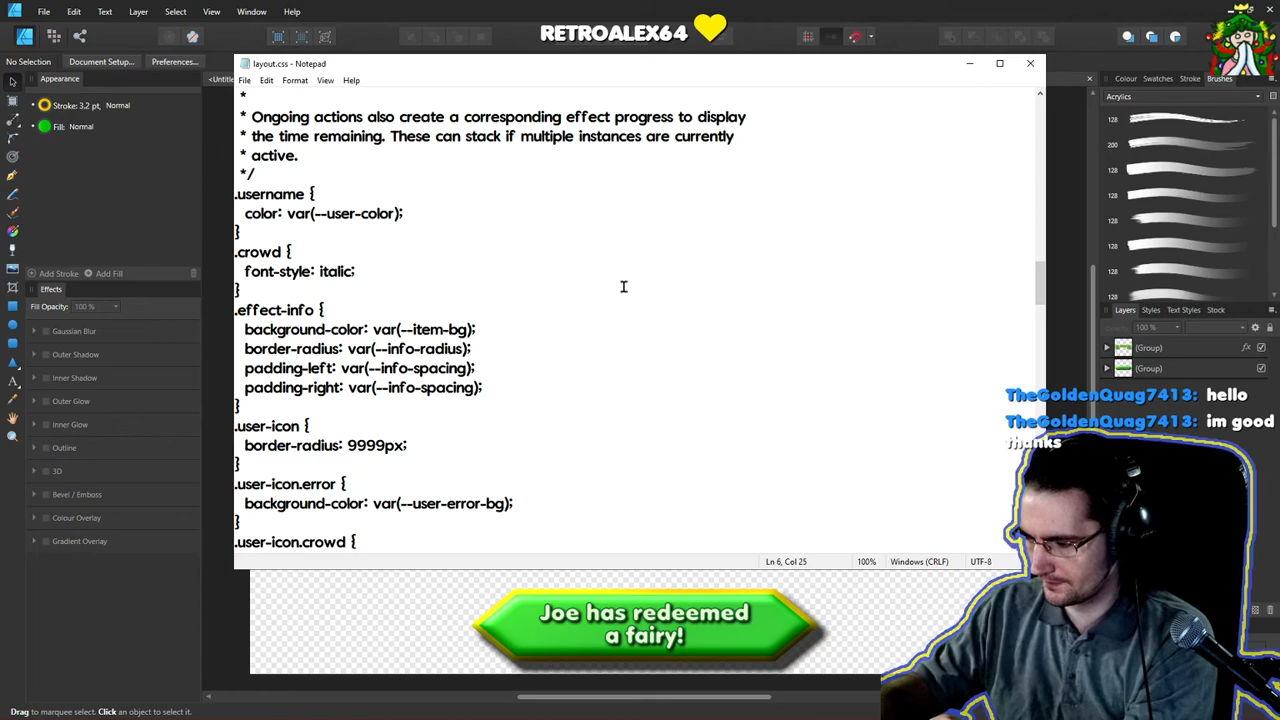 File Edit Text Layer Select View Window Help
RETROALEX64
No Selection Document Setup... Preferences...
<Untitl
Appearance
Stroke: 3.2 pt, Normal
Fill: Normal
Add Stroke Add Fill
Effects
Fill Opacity: 100 %
Gaussian Blur
Outer Shadow
Inner Shadow
Outer Glow
Inner Glow
Outline
3D
Bevel/Emboss
Colour Overlay
Gradient Overlay
layout.css - Notepad
File Edit Format View Help
*
* Ongoing actions also create a corresponding effect progress to display
* the time remaining. These can stack if multiple instances are currently
* active.
*/
.username {
color: var(--user-color);
}
.crowd {
font-style: italic;
}
.effect-info {
background-color: var(--item-bg);
border-radius: var(--info-radius);
padding-left: var(--info-spacing);
padding-right: var(--info-spacing);
}
.user-icon {
border-radius: 9999px;
}
.user-icon.error {
background-color: var(--user-error-bg);
}
.user-icon.crowd {
Ln 6, Col 25 100% Windows (CRLF) UTF-8
Joe has redeemed
a fairy!
Colour Swatches Stroke Brushes
Acrylics
128
200
128
128
128
128
128
Layers Styles Text Styles Stock
100 %
(Group) fx
(Group)
TheGoldenQuag7413: hello
TheGoldenQuag7413: im good
thanks
Drag to marquee select. Click an object to select it.